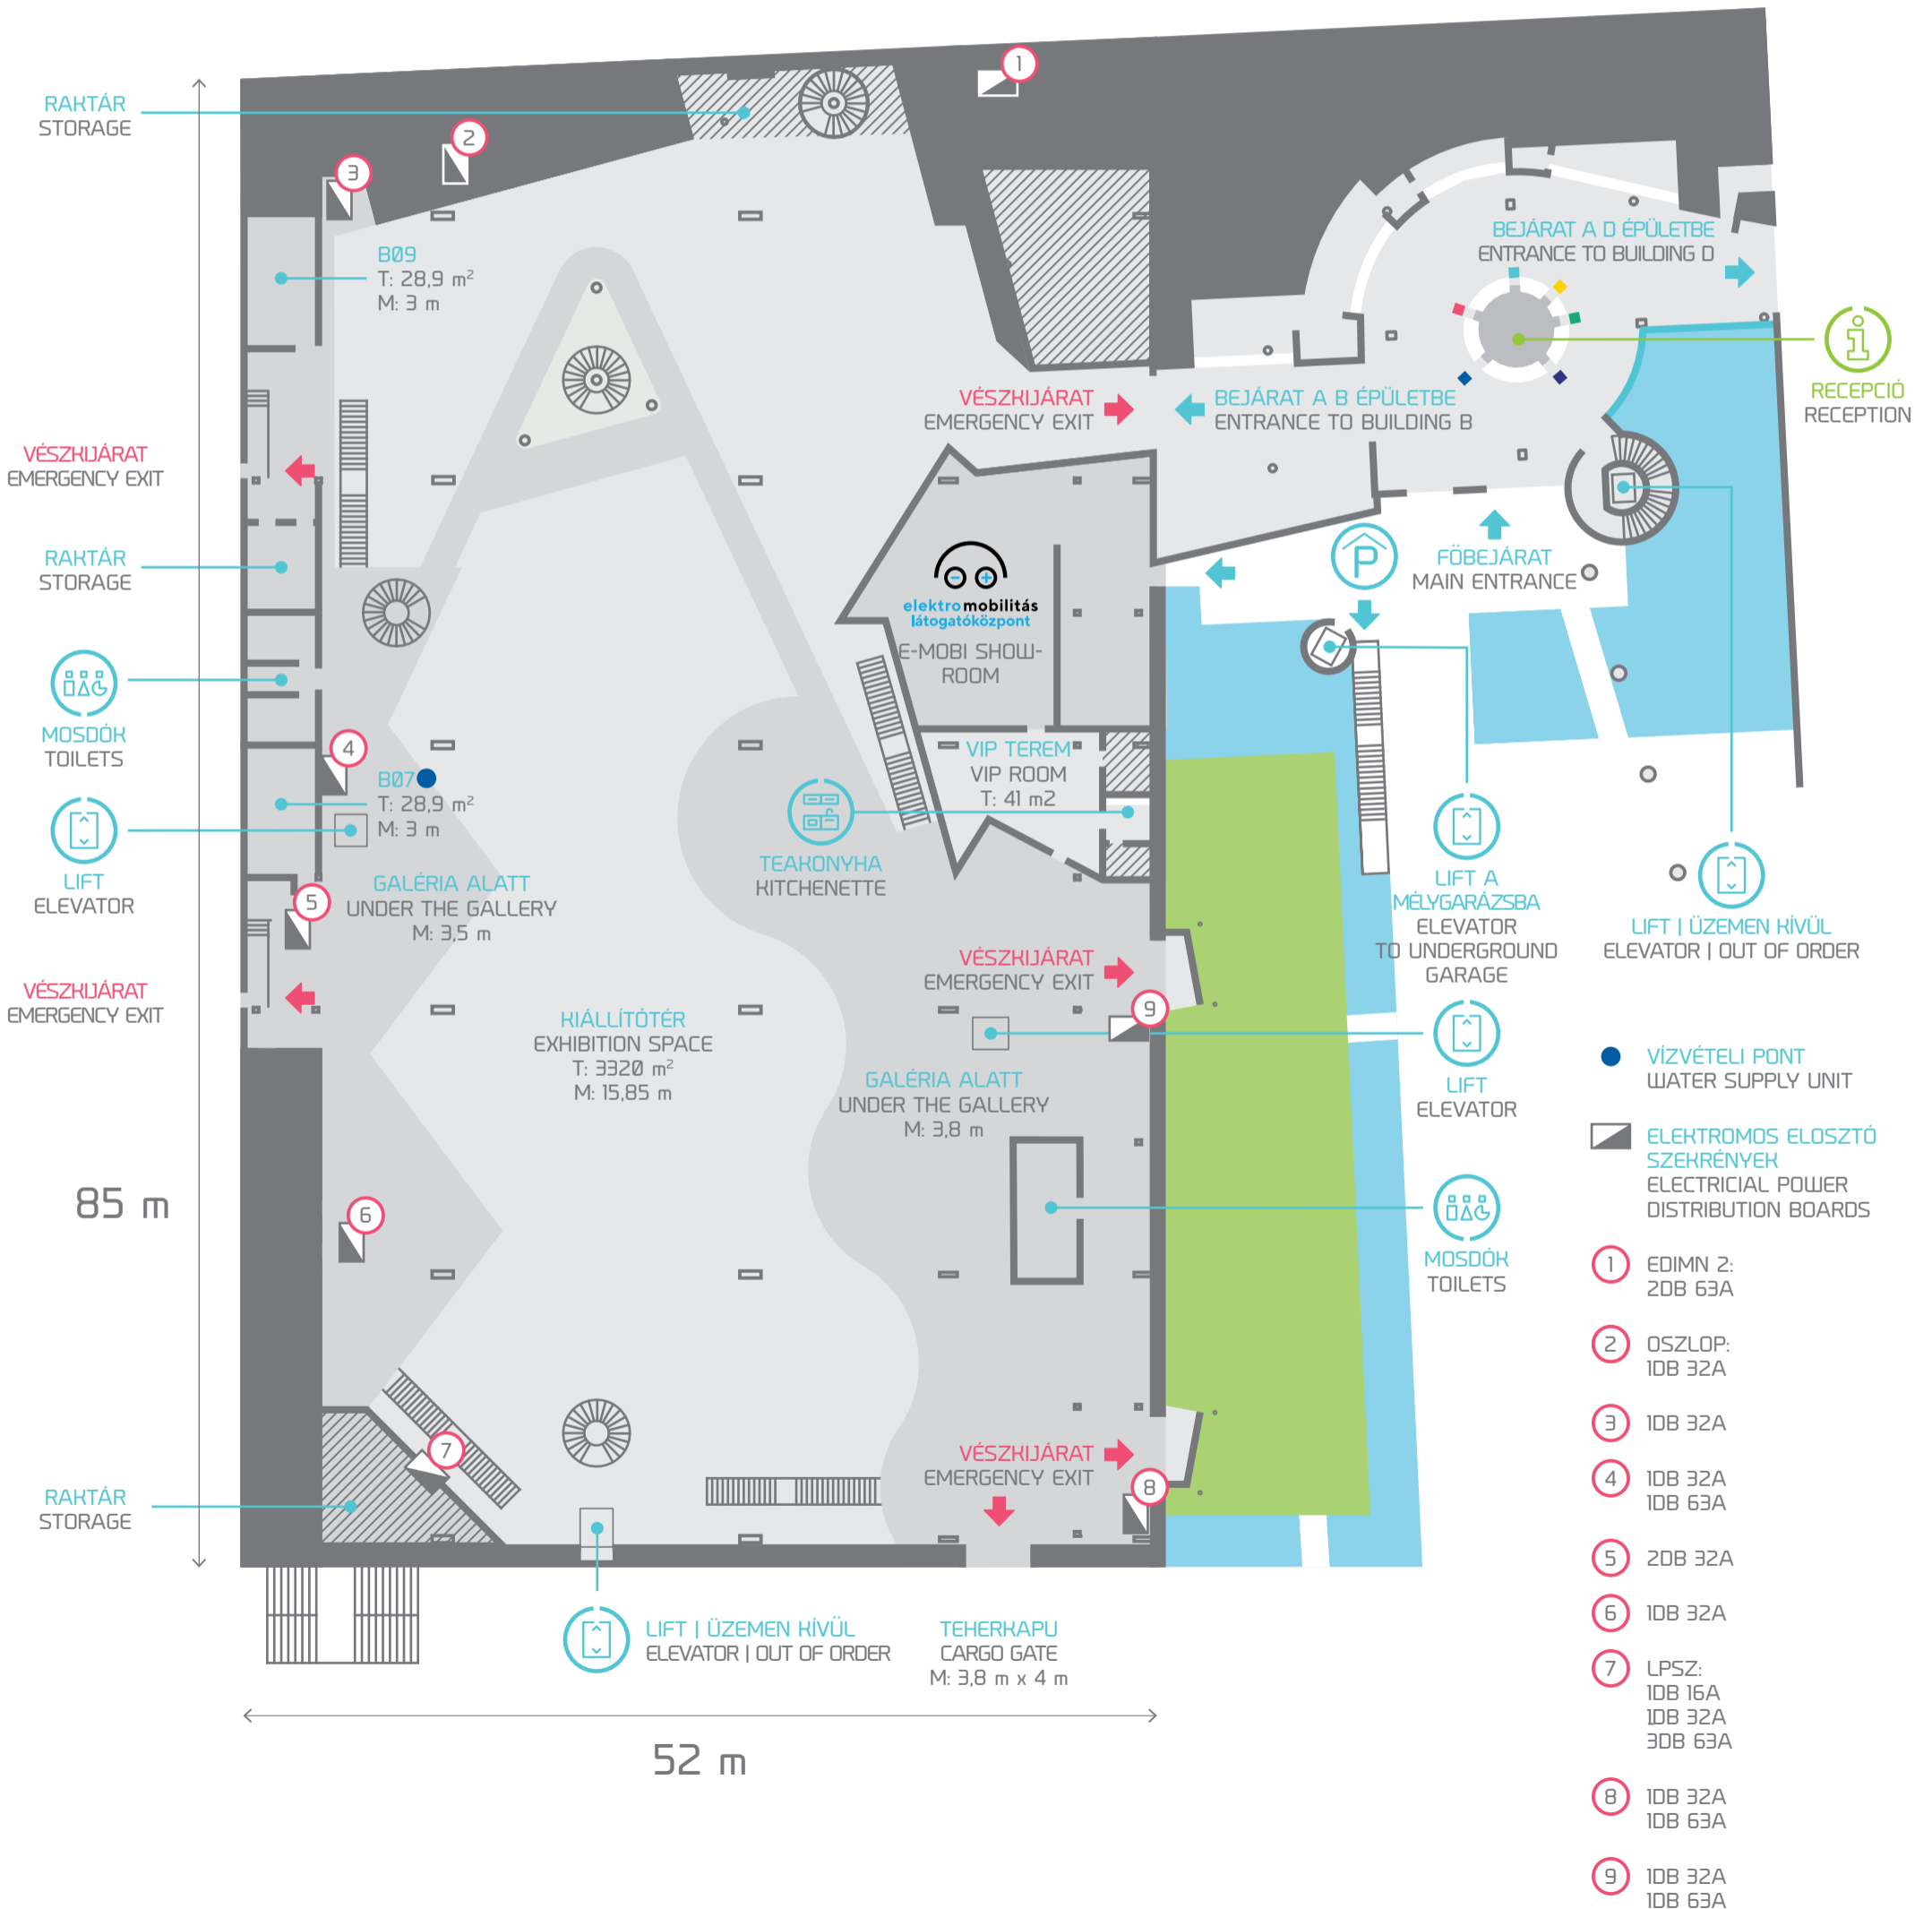 1
RAKTÁR
STORAGE
2
3
B09
T: 28,9 m²
M: 3 m
BEJÁRAT A D ÉPÜLETBE
ENTRANCE TO BUILDING D
RECEPCIÓ
RECEPTION
VÉSZKIJÁRAT
EMERGENCY EXIT
BEJÁRAT A B ÉPÜLETBE
ENTRANCE TO BUILDING B
VÉSZKIJÁRAT
EMERGENCY EXIT
RAKTÁR
STORAGE
P
FŐBEJÁRAT
MAIN ENTRANCE
elektromobilitás
látogatóközpont
E-MOBI SHOW-
ROOM
MOSDÓK
TOILETS
4
B07
T: 28,9 m²
M: 3 m
VIP TEREM
VIP ROOM
T: 41 m2
LIFT
ELEVATOR
TEAKONYHA
KITCHENETTE
5
GALÉRIA ALATT
UNDER THE GALLERY
M: 3,5 m
LIFT A
MÉLYGARÁZSBA
ELEVATOR
TO UNDERGROUND
GARAGE
LIFT | ÜZEMEN KÍVÜL
ELEVATOR | OUT OF ORDER
VÉSZKIJÁRAT
EMERGENCY EXIT
VÉSZKIJÁRAT
EMERGENCY EXIT
9
KIÁLLÍTÓTÉR
EXHIBITION SPACE
T: 3320 m²
M: 15,85 m
GALÉRIA ALATT
UNDER THE GALLERY
M: 3,8 m
LIFT
ELEVATOR
VÍZVÉTELI PONT
WATER SUPPLY UNIT
ELEKTROMOS ELOSZTÓ
SZEKRÉNYEK
ELECTRICIAL POWER
DISTRIBUTION BOARDS
85 m
6
MOSDÓK
TOILETS
1 EDIMN 2:
2DB 63A
2 OSZLOP:
1DB 32A
3 1DB 32A
4 1DB 32A
1DB 63A
5 2DB 32A
6 1DB 32A
7 LPSZ:
1DB 16A
1DB 32A
3DB 63A
8 1DB 32A
1DB 63A
9 1DB 32A
1DB 63A
7
VÉSZKIJÁRAT
EMERGENCY EXIT
8
RAKTÁR
STORAGE
LIFT | ÜZEMEN KÍVÜL
ELEVATOR | OUT OF ORDER
TEHERKAPU
CARGO GATE
M: 3,8 m x 4 m
52 m